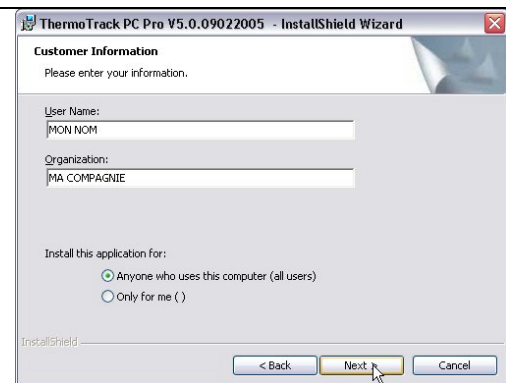 ThermoTrack PC Pro V5.0.09022005 - InstallShield Wizard
Customer Information
Please enter your information.
User Name:
MON NOM
Organization:
MA COMPAGNIE
Install this application for:
Anyone who uses this computer (all users)
Only for me ( )
InstallShield
< Back Next > Cancel